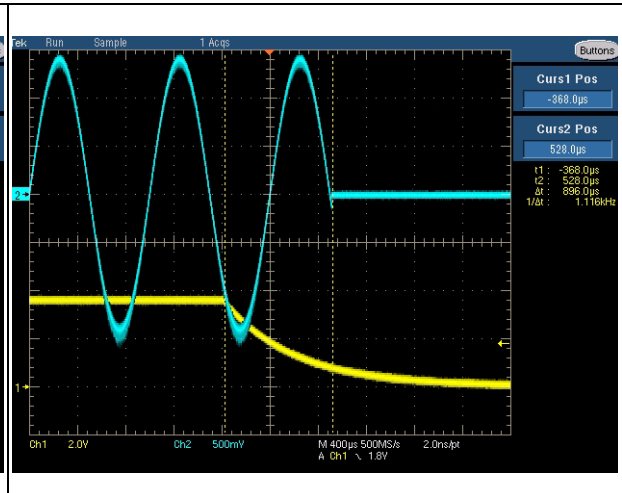 Tek Run Sample 1 Acqs
Buttons
Curs1 Pos
-368.0µs
Curs2 Pos
528.0µs
t1: -368.0µs
t2: 528.0µs
Δt: 896.0µs
1/Δt: 1.116kHz
2
1
Ch1 2.0V Ch2 500mV M 400µs 500MS/s 2.0ns/pt
A Ch1 \ 1.8V